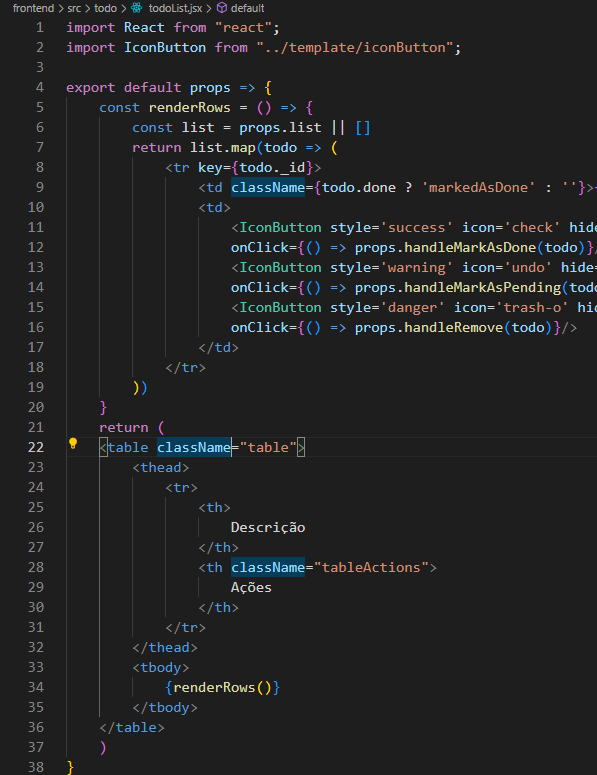 frontend > src > todo > todoList.jsx > default
1 import React from "react";
2 import IconButton from "../template/iconButton";
3
4 export default props => {
5 const renderRows = () => {
6 const list = props.list || []
7 return list.map(todo => (
8 <tr key={todo._id}>
9 <td className={todo.done ? 'markedAsDone' : ''}>{
10 <td>
11 <IconButton style='success' icon='check' hide
12 onClick={() => props.handleMarkAsDone(todo)}/
13 <IconButton style='warning' icon='undo' hide=
14 onClick={() => props.handleMarkAsPending(todo
15 <IconButton style='danger' icon='trash-o' hid
16 onClick={() => props.handleRemove(todo)}/>
17 </td>
18 </tr>
19 ))
20 }
21 return (
22 <table className="table">
23 <thead>
24 <tr>
25 <th>
26 Descrição
27 </th>
28 <th className="tableActions">
29 Ações
30 </th>
31 </tr>
32 </thead>
33 <tbody>
34 {renderRows()}
35 </tbody>
36 </table>
37 )
38 }